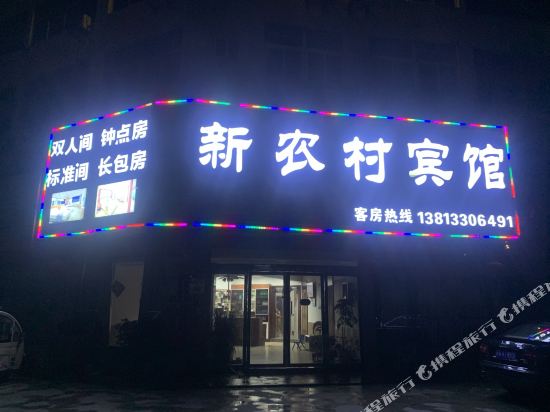 双人间 钟点房
标准间 长包房
新农村宾馆
客房热线 13813306491
携程旅行
携程旅行